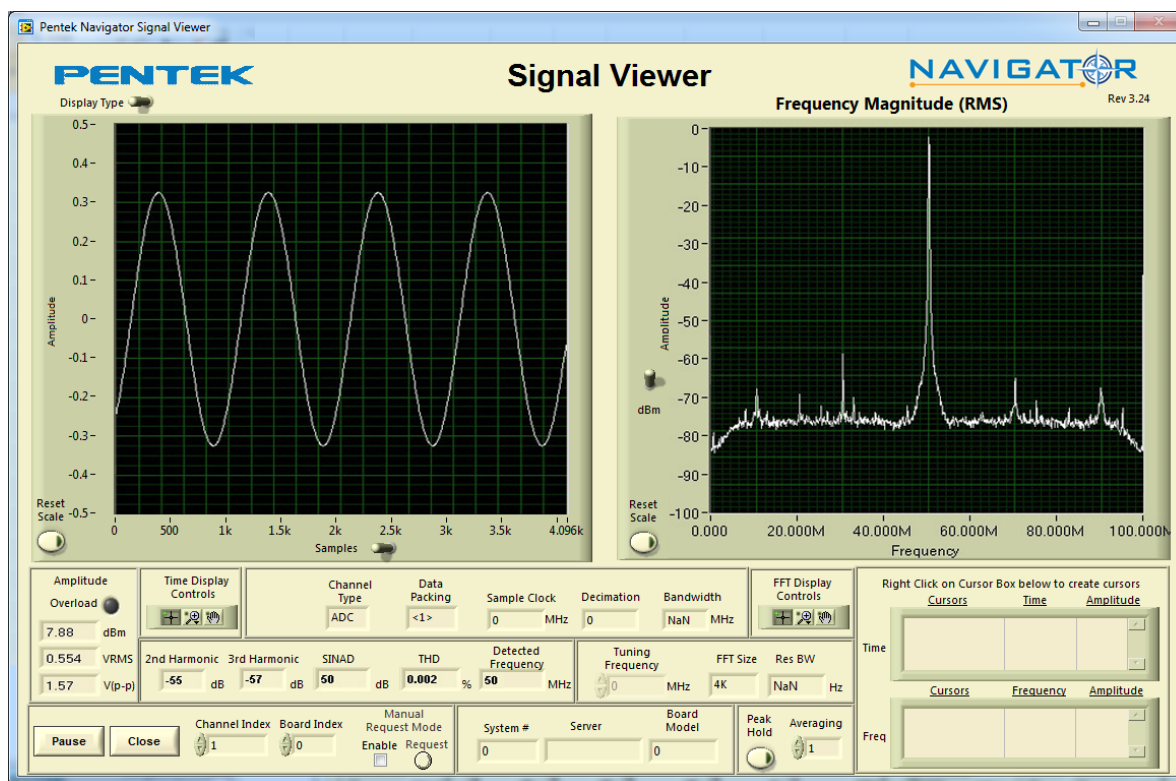 Pentek Navigator Signal Viewer
PENTEK
Signal Viewer
NAVIGATOR
Rev 3.24
Display Type
Frequency Magnitude (RMS)
0.5
0.4
0.3
0.2
0.1
0
-0.1
-0.2
-0.3
-0.4
-0.5
Amplitude
0
500
1k
1.5k
2k
2.5k
3k
3.5k
4.096k
Samples
Reset
Scale
0
-10
-20
-30
-40
-50
-60
-70
-80
-90
-100
Amplitude
dBm
Reset
Scale
0.000
20.000M
40.000M
60.000M
80.000M
100.000M
Frequency
Amplitude
Overload
7.88 dBm
0.554 VRMS
1.57 V(p-p)
Time Display
Controls
Channel
Type
ADC
Data
Packing
<1>
Sample Clock
0 MHz
Decimation
0
Bandwidth
NaN MHz
FFT Display
Controls
2nd Harmonic
-55 dB
3rd Harmonic
-57 dB
SINAD
50 dB
THD
0.002 %
Detected
Frequency
50 MHz
Tuning
Frequency
0 MHz
FFT Size
4K
Res BW
NaN Hz
Pause
Close
Channel Index
1
Board Index
0
Manual
Request Mode
Enable Request
System #
0
Server
Board
Model
0
Peak
Hold
Averaging
1
Right Click on Cursor Box below to create cursors
Cursors Time Amplitude
Time
Cursors Frequency Amplitude
Freq